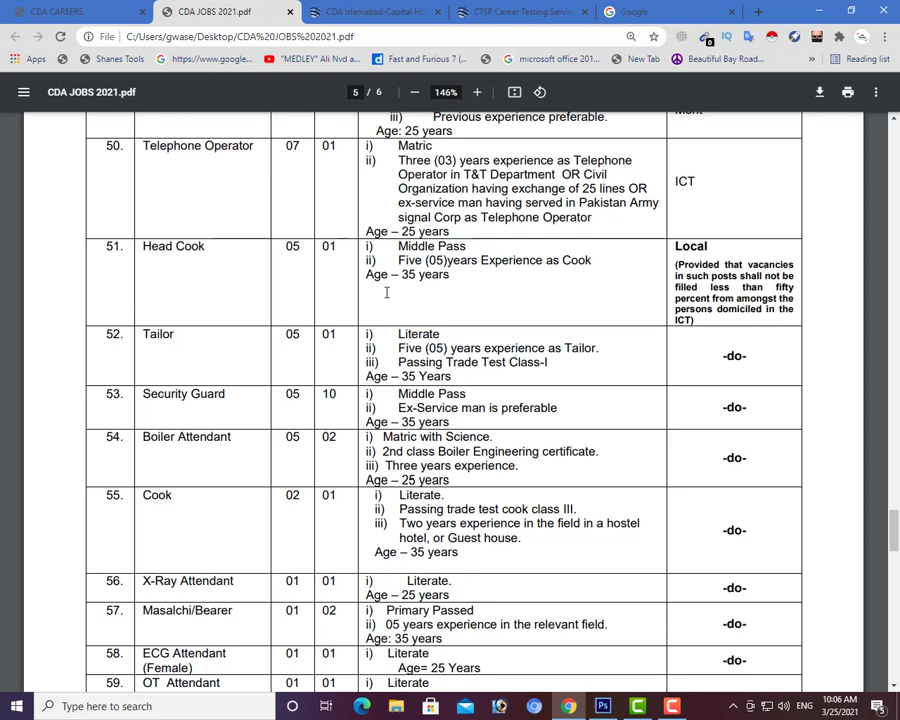 CDA CAREERS
CDA JOBS 2021.pdf
CDA Islamabad-Capital Ho
CTSP Career Testing Service
Google
File C:/Users/gwase/Desktop/CDA%20JOBS%202021.pdf
Apps
Shanes Tools
https://www.google...
"MEDLEY" Ali Nvd a...
Fast and Furious 7 (...
microsoft office 201...
New Tab
Beautiful Bay Road...
»
Reading list
CDA JOBS 2021.pdf
5 / 6
146%
iii) Previous experience preferable.
Age: 25 years
50. Telephone Operator 07 01 i) Matric
ii) Three (03) years experience as Telephone
Operator in T&T Department OR Civil
Organization having exchange of 25 lines OR
ex-service man having served in Pakistan Army
signal Corp as Telephone Operator
Age – 25 years
ICT
51. Head Cook 05 01 i) Middle Pass
ii) Five (05)years Experience as Cook
Age – 35 years
Local
(Provided that vacancies
in such posts shall not be
filled less than fifty
percent from amongst the
persons domiciled in the
ICT)
52. Tailor 05 01 i) Literate
ii) Five (05) years experience as Tailor.
iii) Passing Trade Test Class-I
Age – 35 Years
-do-
53. Security Guard 05 10 i) Middle Pass
ii) Ex-Service man is preferable
Age – 35 years
-do-
54. Boiler Attendant 05 02 i) Matric with Science.
ii) 2nd class Boiler Engineering certificate.
iii) Three years experience.
Age – 25 years
-do-
55. Cook 02 01 i) Literate.
ii) Passing trade test cook class III.
iii) Two years experience in the field in a hostel
hotel, or Guest house.
Age – 35 years
-do-
56. X-Ray Attendant 01 01 i) Literate.
Age – 25 years
-do-
57. Masalchi/Bearer 01 02 i) Primary Passed
ii) 05 years experience in the relevant field.
Age: 35 years
-do-
58. ECG Attendant 01 01 i) Literate
(Female) Age= 25 Years
-do-
59. OT Attendant 01 01 i) Literate
Type here to search
ENG
10:06 AM
3/25/2021
5